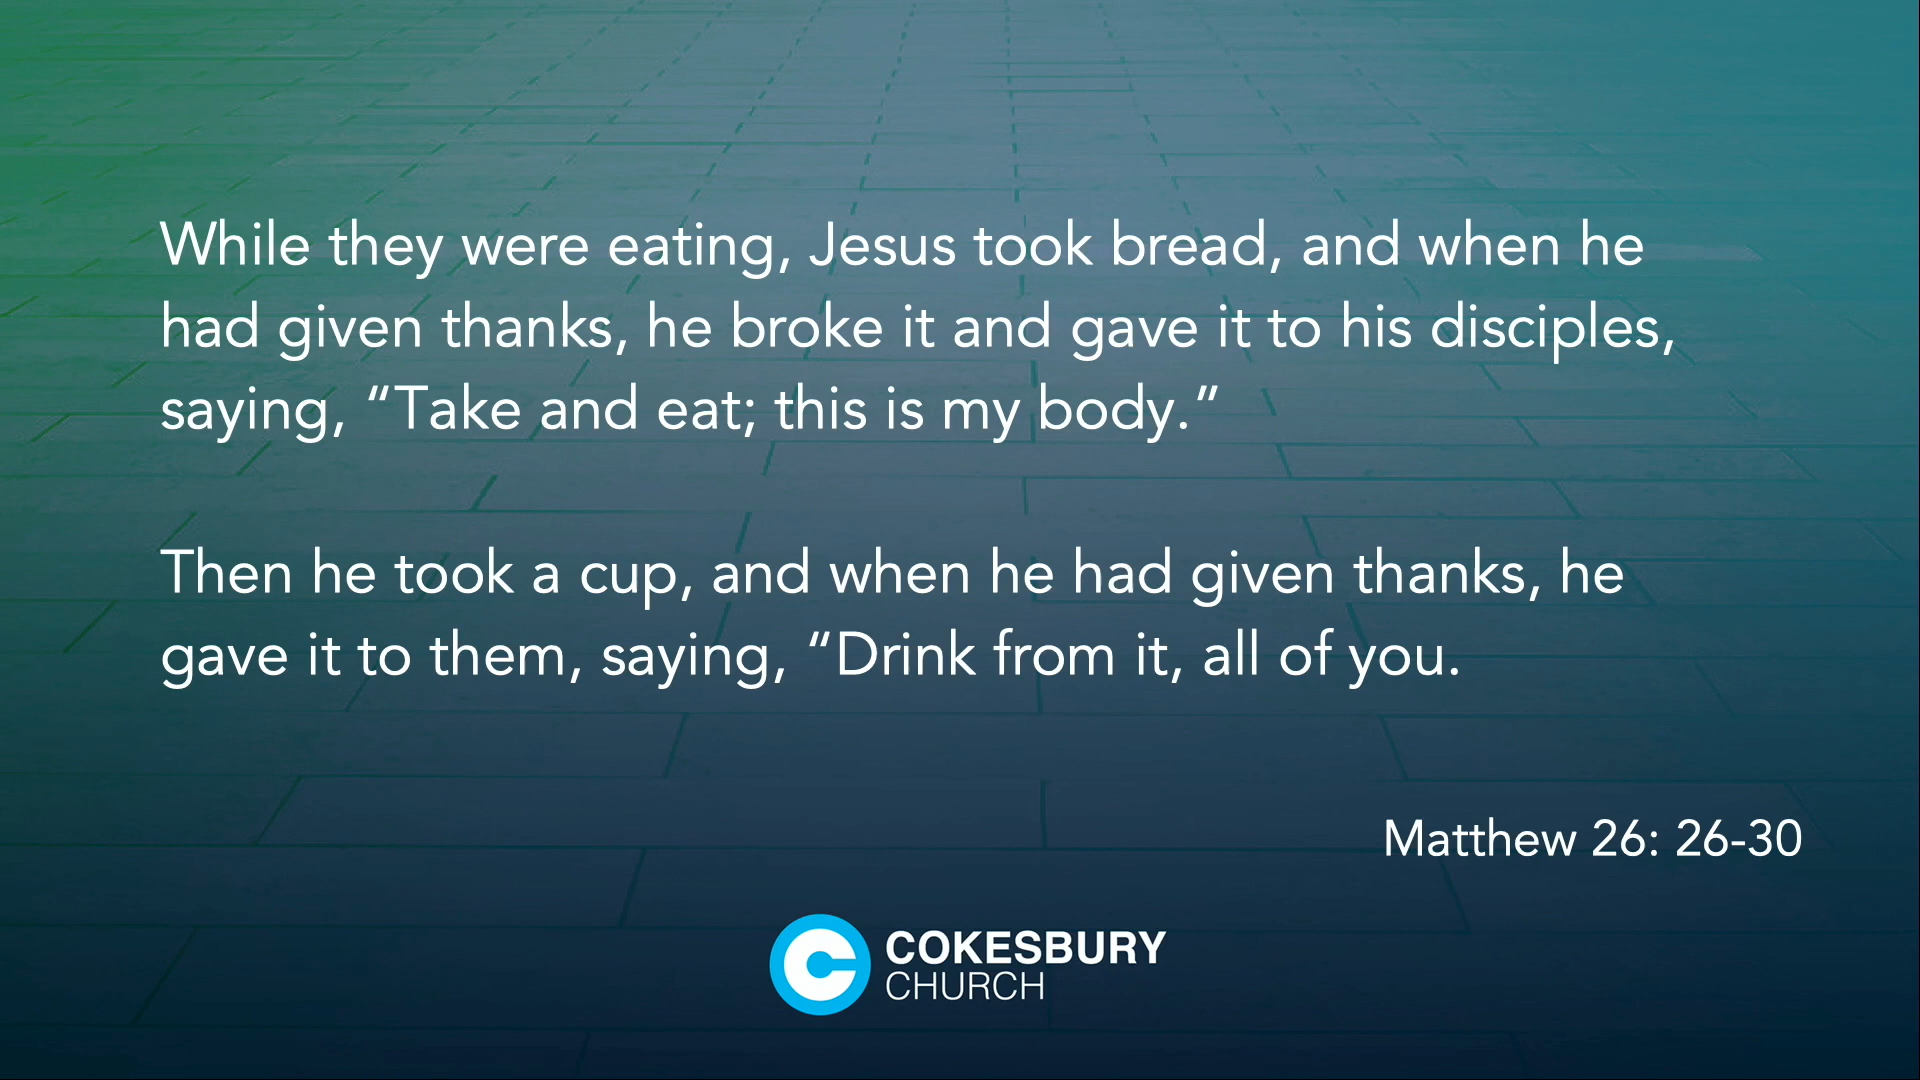 While they were eating, Jesus took bread, and when he
had given thanks, he broke it and gave it to his disciples,
saying, “Take and eat; this is my body.”
Then he took a cup, and when he had given thanks, he
gave it to them, saying, “Drink from it, all of you.
Matthew 26: 26-30
COKESBURY
CHURCH